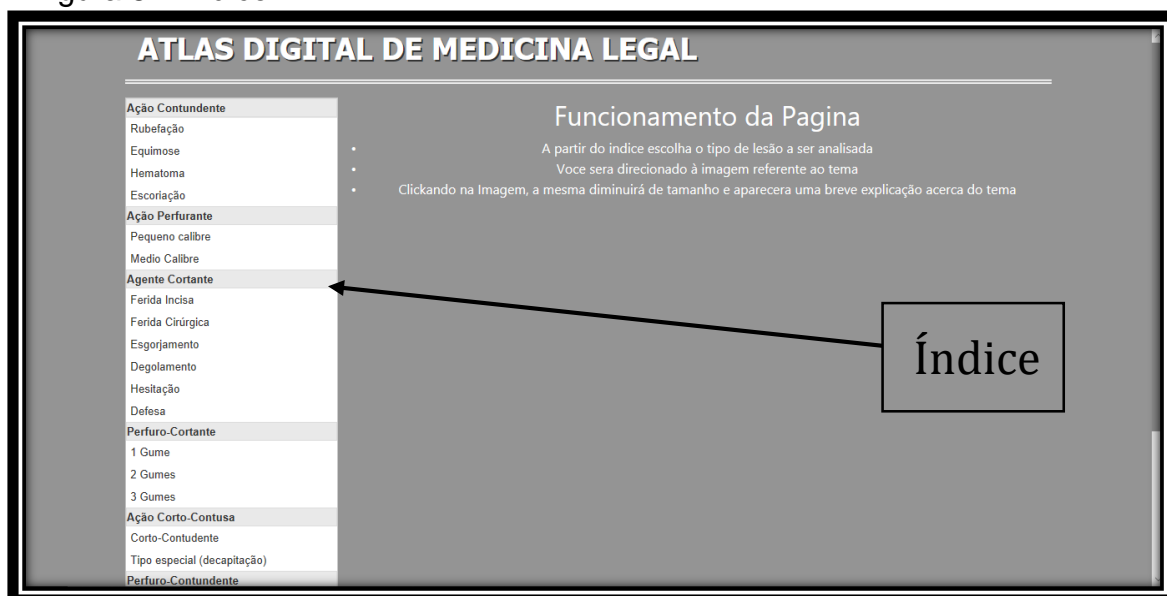 ATLAS DIGITAL DE MEDICINA LEGAL
Ação Contundente
Rubefação
Equimose
Hematoma
Escoriação
Ação Perfurante
Pequeno calibre
Medio Calibre
Agente Cortante
Ferida Incisa
Ferida Cirúrgica
Esgorjamento
Degolamento
Hesitação
Defesa
Perfuro-Cortante
1 Gume
2 Gumes
3 Gumes
Ação Corto-Contusa
Corto-Contudente
Tipo especial (decapitação)
Perfuro-Contundente
Funcionamento da Pagina
• A partir do indice escolha o tipo de lesão a ser analisada
• Voce sera direcionado à imagem referente ao tema
• Clickando na Imagem, a mesma diminuirá de tamanho e aparecera uma breve explicação acerca do tema
Índice